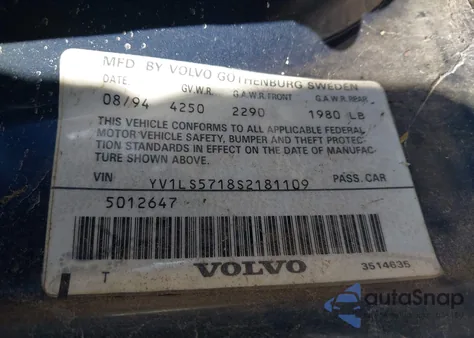 MFD BY VOLVO GOTHENBURG SWEDEN
DATE: G.V.W.R. G.A.W.R. FRONT G.A.W.R. REAR
08/94 4250 2290 1980 LB
THIS VEHICLE CONFORMS TO ALL APPLICABLE FEDERAL
MOTOR VEHICLE SAFETY, BUMPER AND THEFT PROTEC-
TION STANDARDS IN EFFECT ON THE DATE OF MANUFAC-
TURE SHOWN ABOVE.
VIN YV1LS5718S2181109 PASS. CAR
5012647
T VOLVO 3514635
autoSnap